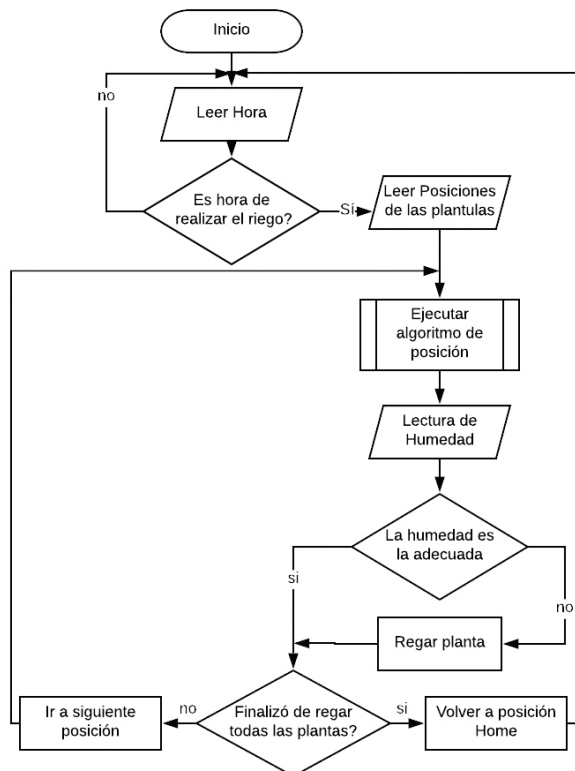 Inicio
no
Leer Hora
Es hora de
realizar el riego?
Sí
Leer Posiciones
de las plantulas
Ejecutar
algoritmo de
posición
Lectura de
Humedad
La humedad es
la adecuada
si
no
Regar planta
Finalizó de regar
todas las plantas?
no
Ir a siguiente
posición
si
Volver a posición
Home